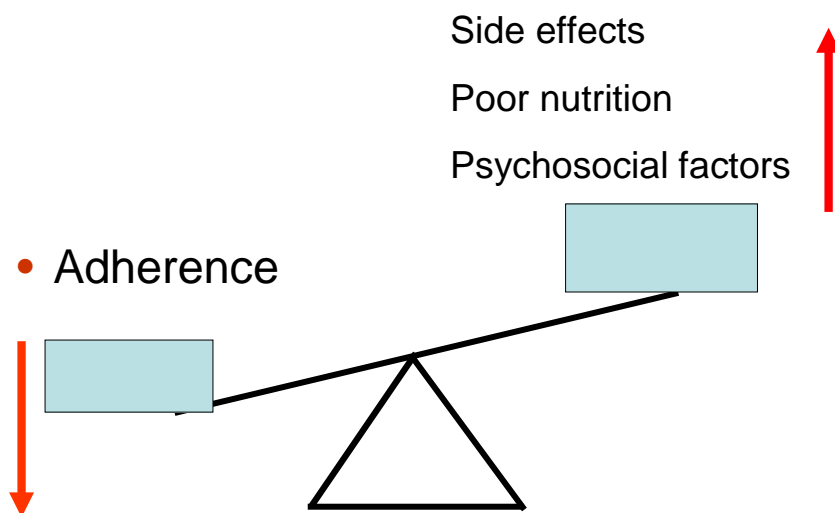 Side effects
Poor nutrition
Psychosocial factors
• Adherence